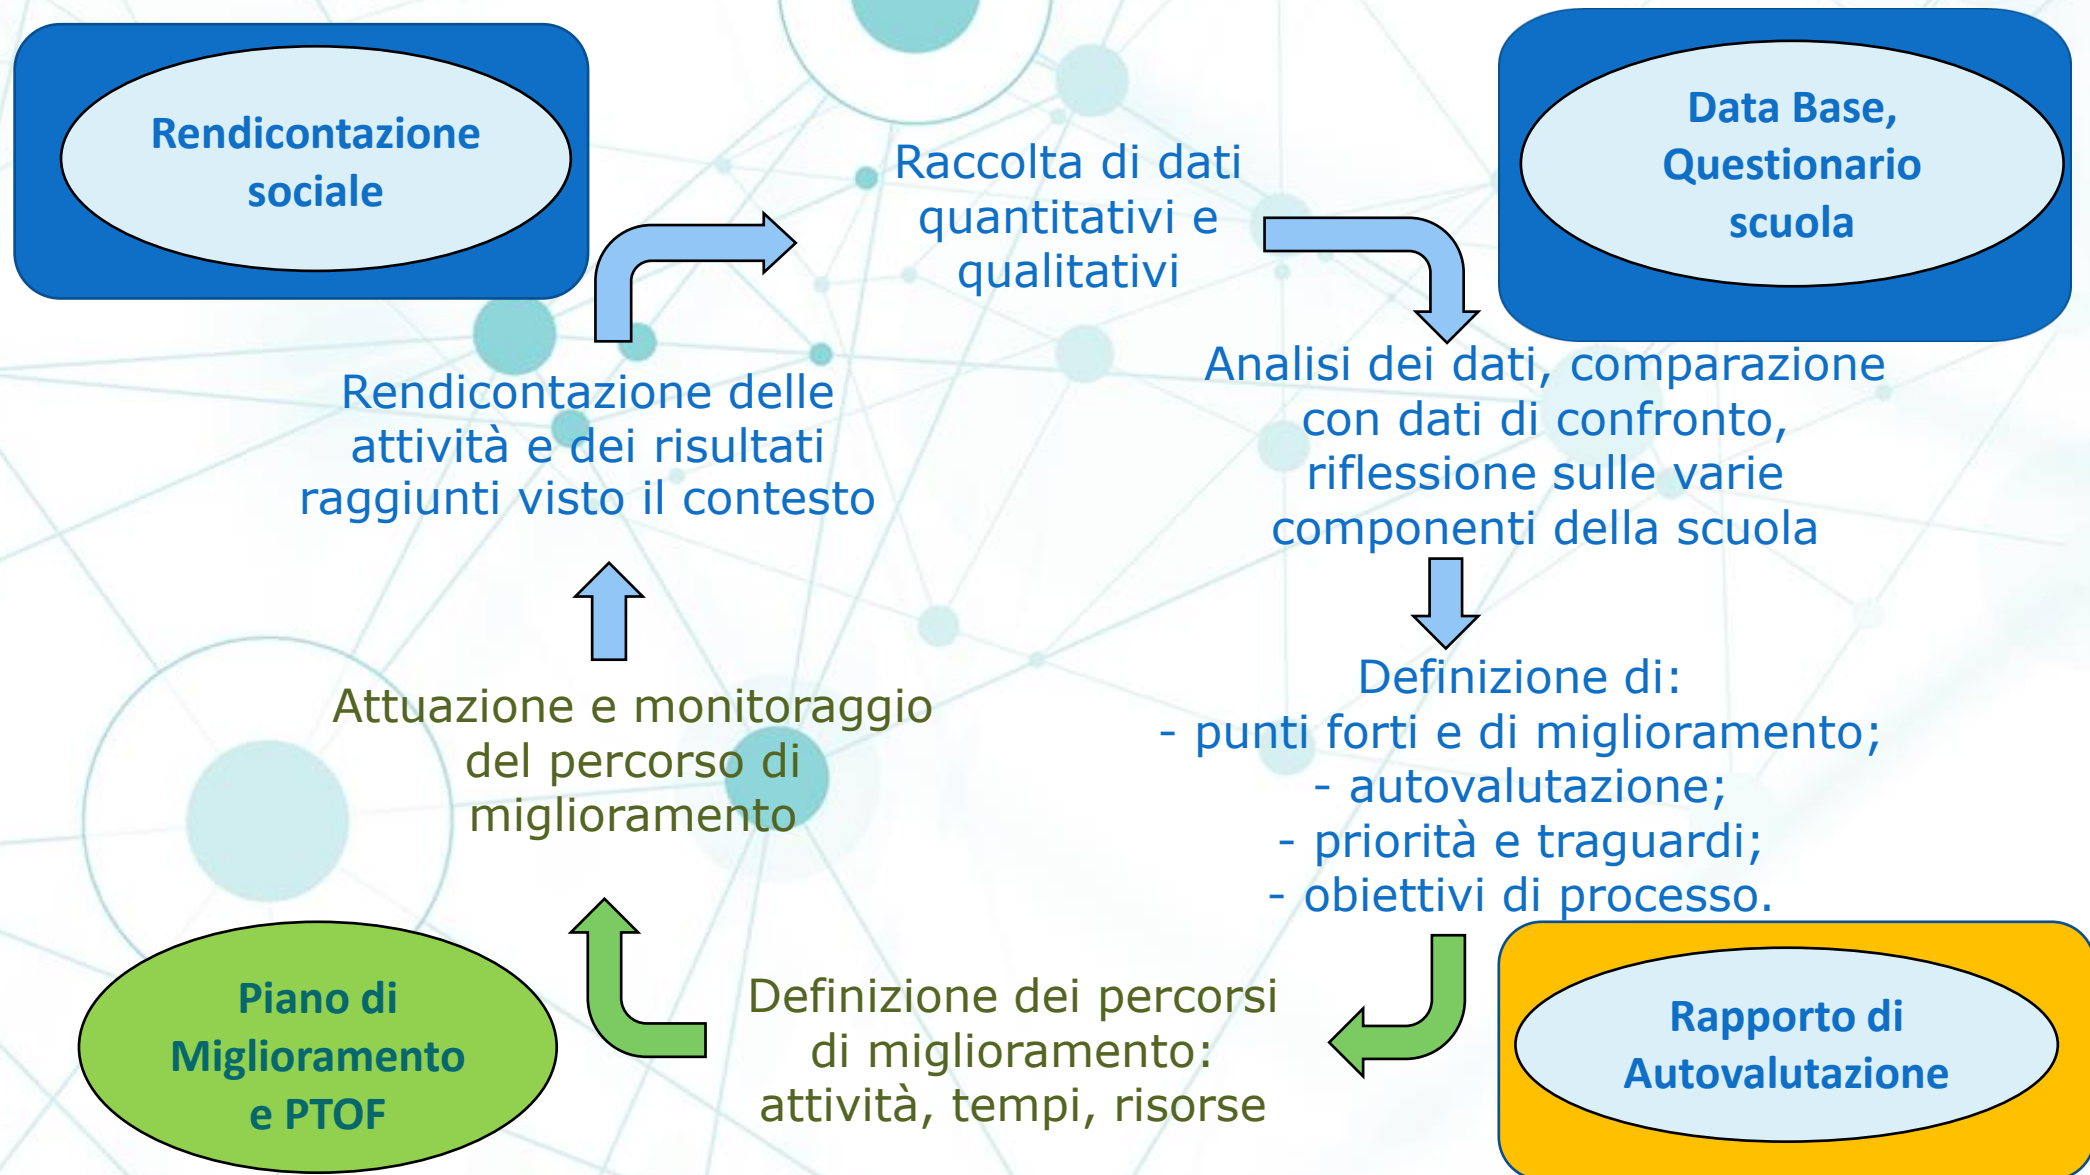 Rendicontazione
sociale
Raccolta di dati
quantitativi e
qualitativi
Data Base,
Questionario
scuola
Rendicontazione delle
attività e dei risultati
raggiunti visto il contesto
Analisi dei dati, comparazione
con dati di confronto,
riflessione sulle varie
componenti della scuola
Attuazione e monitoraggio
del percorso di
miglioramento
Definizione di:
- punti forti e di miglioramento;
- autovalutazione;
- priorità e traguardi;
- obiettivi di processo.
Piano di
Miglioramento
e PTOF
Definizione dei percorsi
di miglioramento:
attività, tempi, risorse
Rapporto di
Autovalutazione